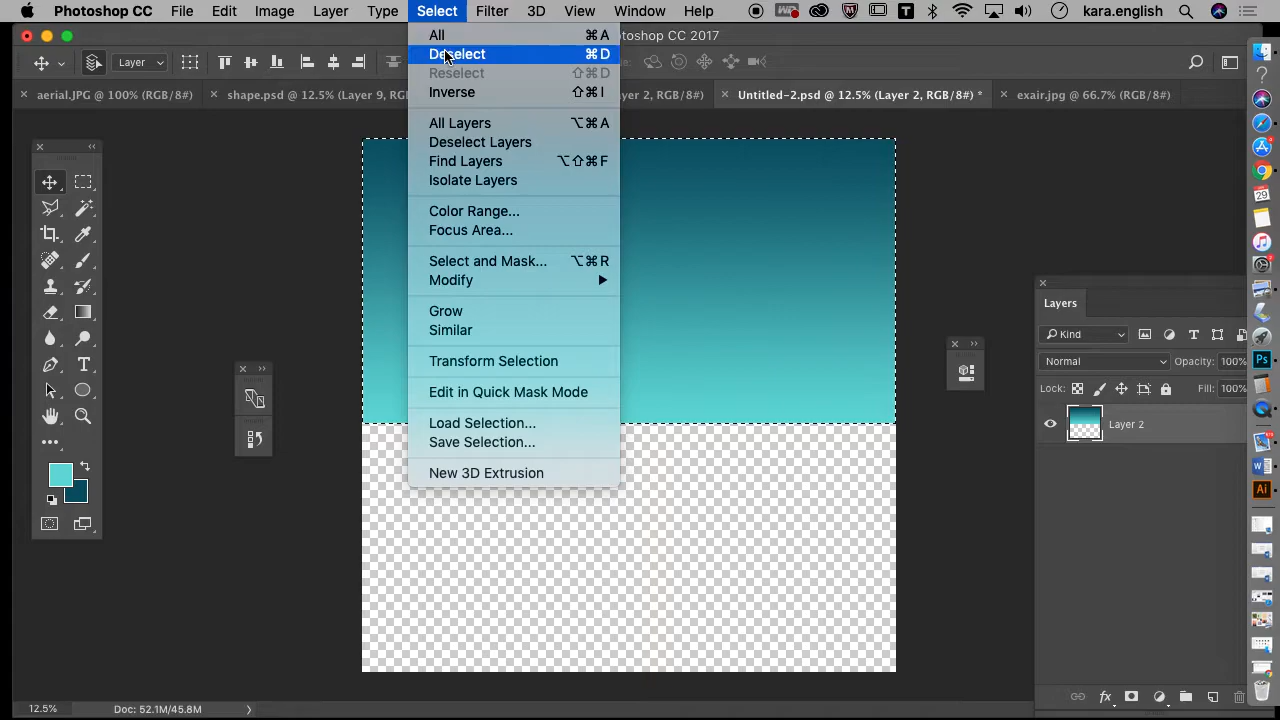 Photoshop CC File Edit Image Layer Type Select Filter 3D View Window Help kara.english
hotoshop CC 2017
Layer
aerial.JPG @ 100% (RGB/8#) shape.psd @ 12.5% (Layer 9, RG ayer 2, RGB/8#) Untitled-2.psd @ 12.5% (Layer 2, RGB/8#) * exair.jpg @ 66.7% (RGB/8#)
All ⌘A
Deselect ⌘D
Reselect ⇧⌘D
Inverse ⇧⌘I
All Layers ⌥⌘A
Deselect Layers
Find Layers ⌥⇧⌘F
Isolate Layers
Color Range...
Focus Area...
Select and Mask... ⌥⌘R
Modify
Grow
Similar
Transform Selection
Edit in Quick Mask Mode
Load Selection...
Save Selection...
New 3D Extrusion
Layers
Kind
Normal Opacity: 100%
Lock: Fill: 100%
Layer 2
12.5% Doc: 52.1M/45.8M